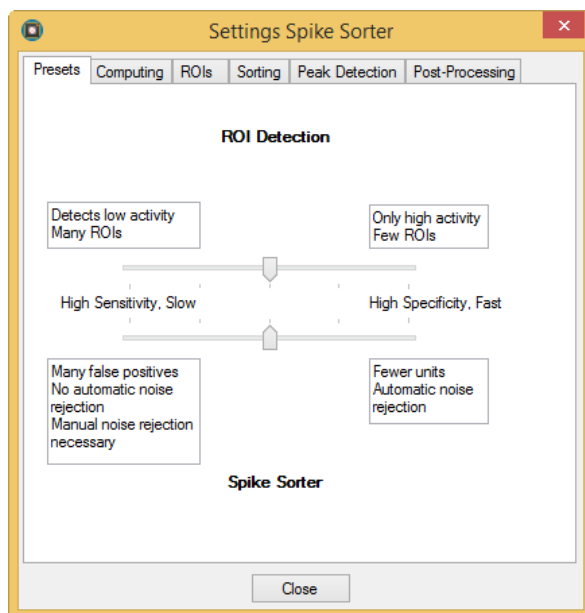 Settings Spike Sorter
Presets Computing ROIs Sorting Peak Detection Post-Processing
ROI Detection
Detects low activity
Many ROIs
Only high activity
Few ROIs
High Sensitivity, Slow
High Specificity, Fast
Many false positives
No automatic noise
rejection
Manual noise rejection
necessary
Fewer units
Automatic noise
rejection
Spike Sorter
Close